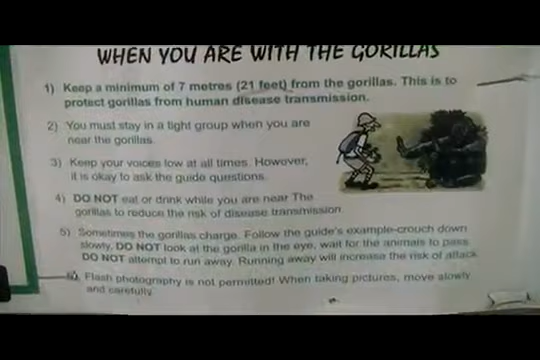 WHEN YOU ARE WITH THE GORILLAS
1) Keep a minimum of 7 metres (21 feet) from the gorillas. This is to
protect gorillas from human disease transmission.
2) You must stay in a tight group when you are
near the gorillas.
3) Keep your voices low at all times. However,
it is okay to ask the guide questions.
4) DO NOT eat or drink while you are near The
gorillas to reduce the risk of disease transmission
5) Sometimes the gorillas charge. Follow the guide's example-crouch down
slowly, DO NOT look at the gorilla in the eye, wait for the animals to pass.
DO NOT attempt to run away. Running away will increase the risk of attack
6) Flash photography is not permitted! When taking pictures, move slowly
and carefully.